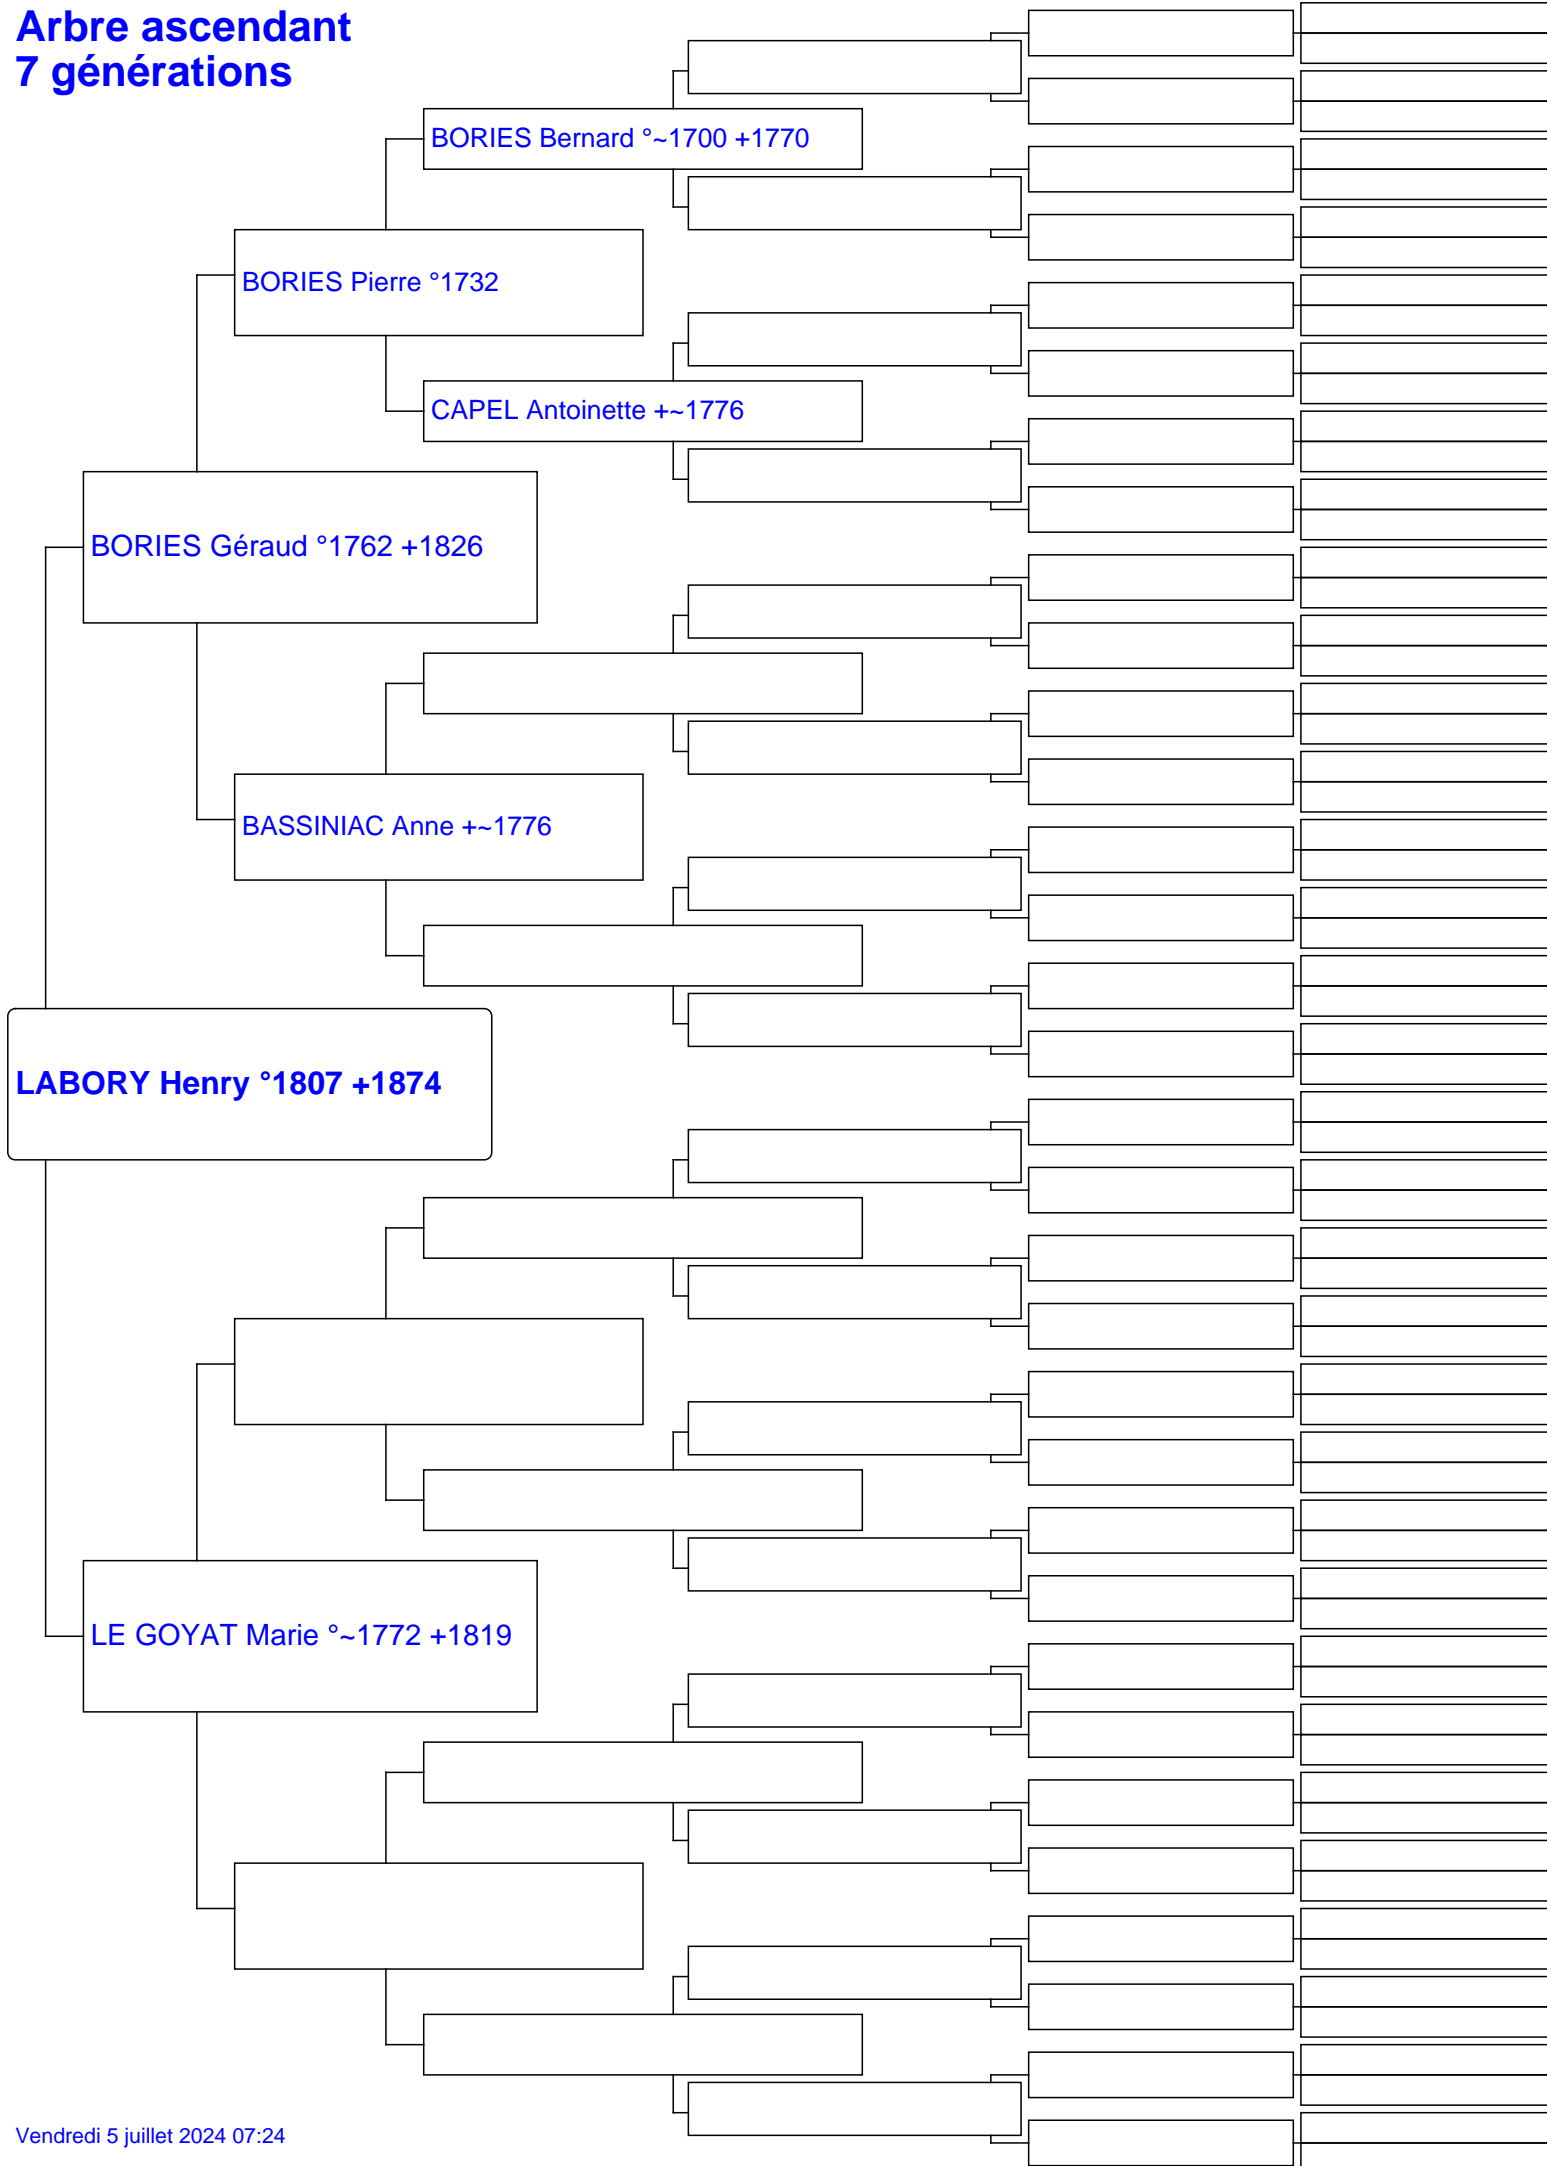 Arbre ascendant
7 générations
BORIES Bernard °~1700 +1770
BORIES Pierre °1732
CAPEL Antoinette +~1776
BORIES Géraud °1762 +1826
BASSINIAC Anne +~1776
LABORY Henry °1807 +1874
LE GOYAT Marie °~1772 +1819
Vendredi 5 juillet 2024 07:24